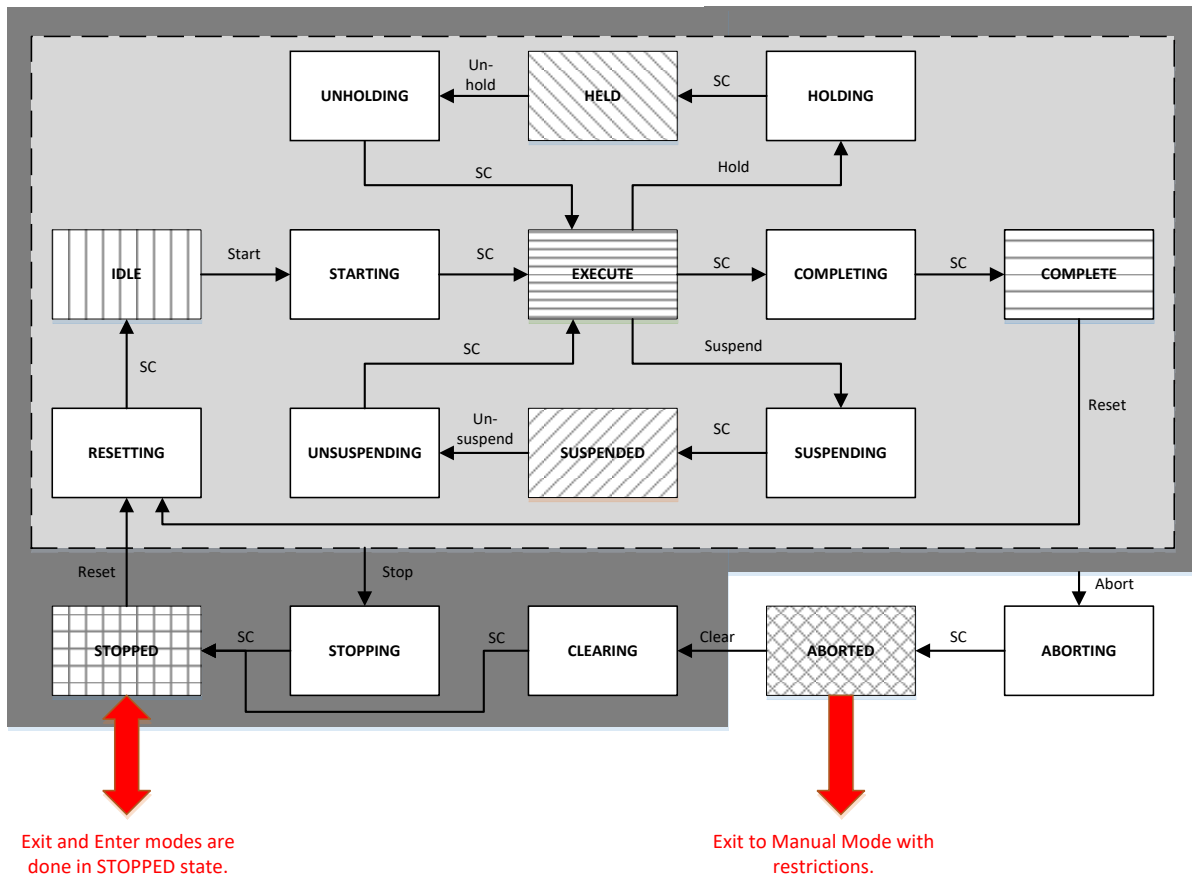 Un-
hold
SC
UNHOLDING
HELD
HOLDING
SC
Hold
Start
SC
SC
SC
IDLE
STARTING
EXECUTE
COMPLETING
COMPLETE
SC
SC
Suspend
Reset
Un-
suspend
SC
RESETTING
UNSUSPENDING
SUSPENDED
SUSPENDING
Reset
Stop
Abort
SC
SC
Clear
SC
STOPPED
STOPPING
CLEARING
ABORTED
ABORTING
Exit and Enter modes are
done in STOPPED state.
Exit to Manual Mode with
restrictions.